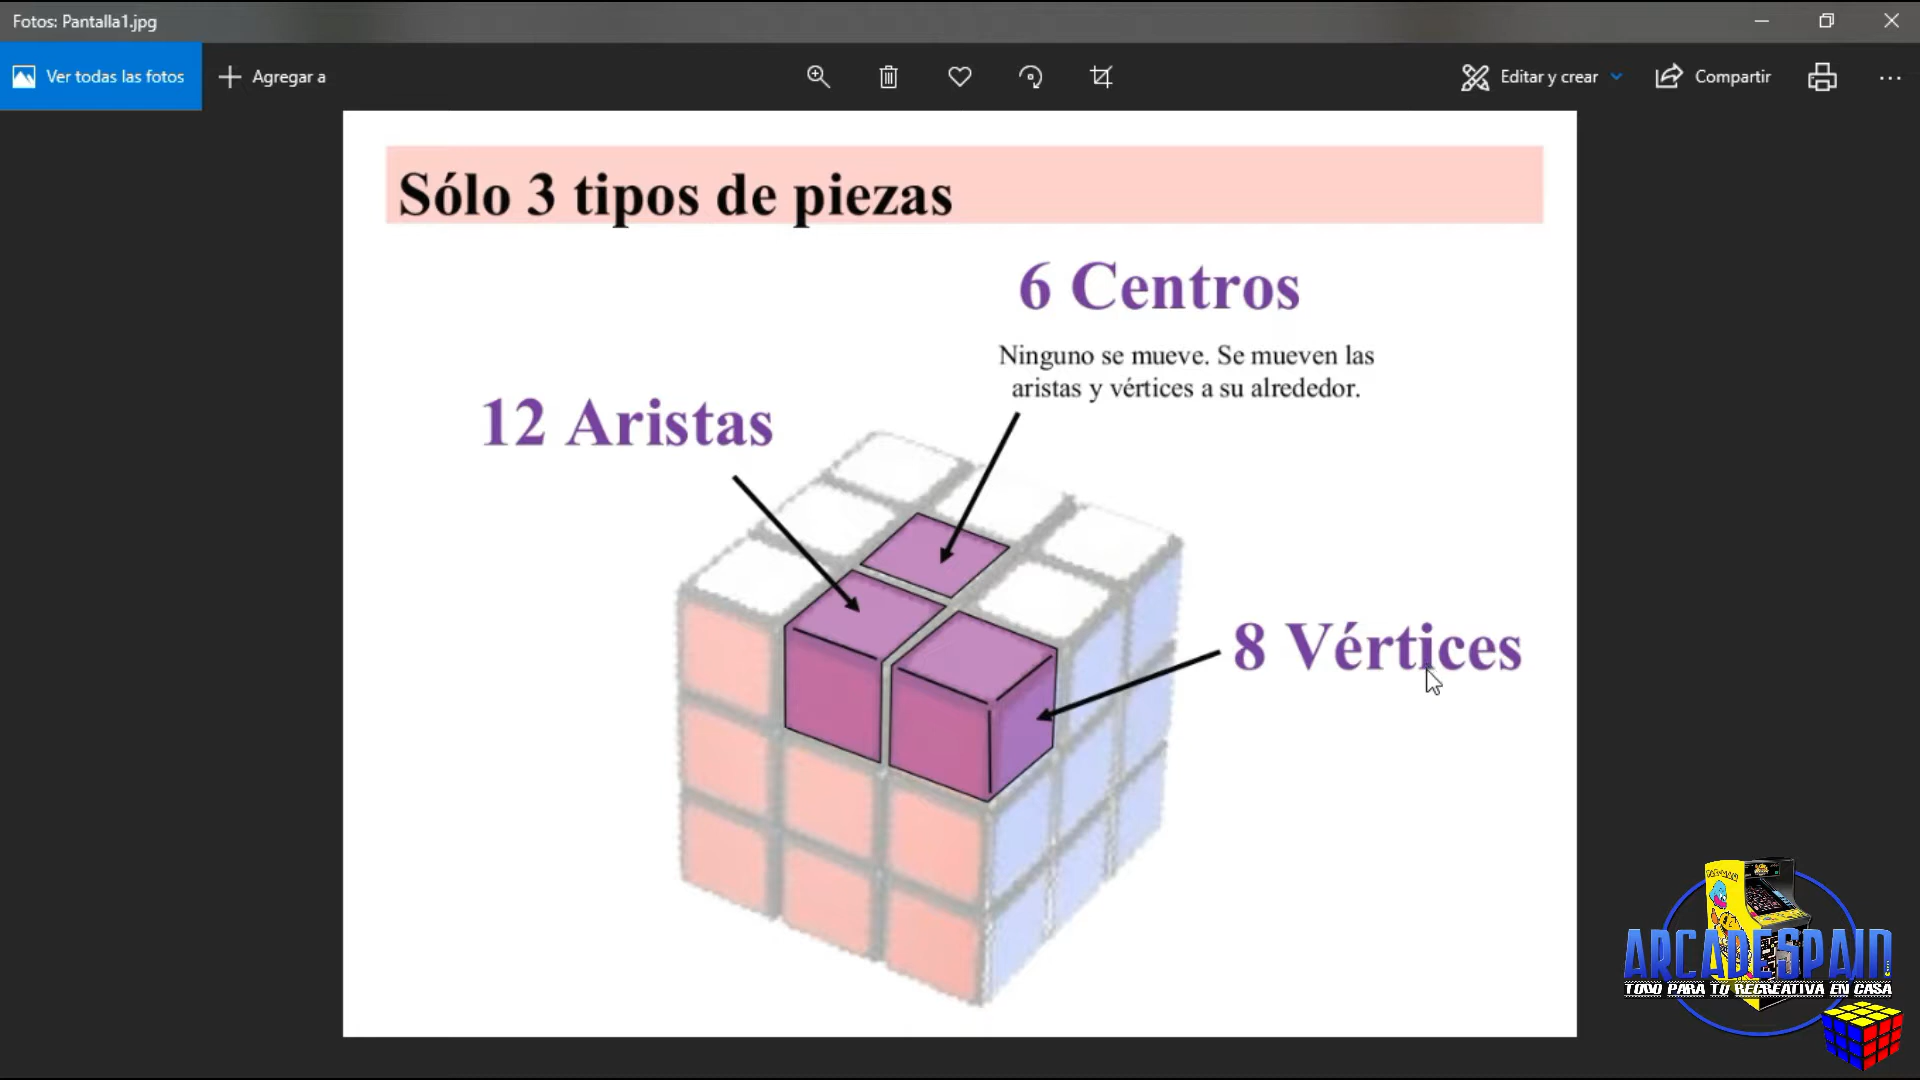 Fotos: Pantalla1.jpg
Ver todas las fotos
Agregar a
Editar y crear
Compartir
Sólo 3 tipos de piezas
6 Centros
Ninguno se mueve. Se mueven las
aristas y vértices a su alrededor.
12 Aristas
8 Vértices
ARCADESPAIN
TODO PARA TU RECREATIVA EN CASA